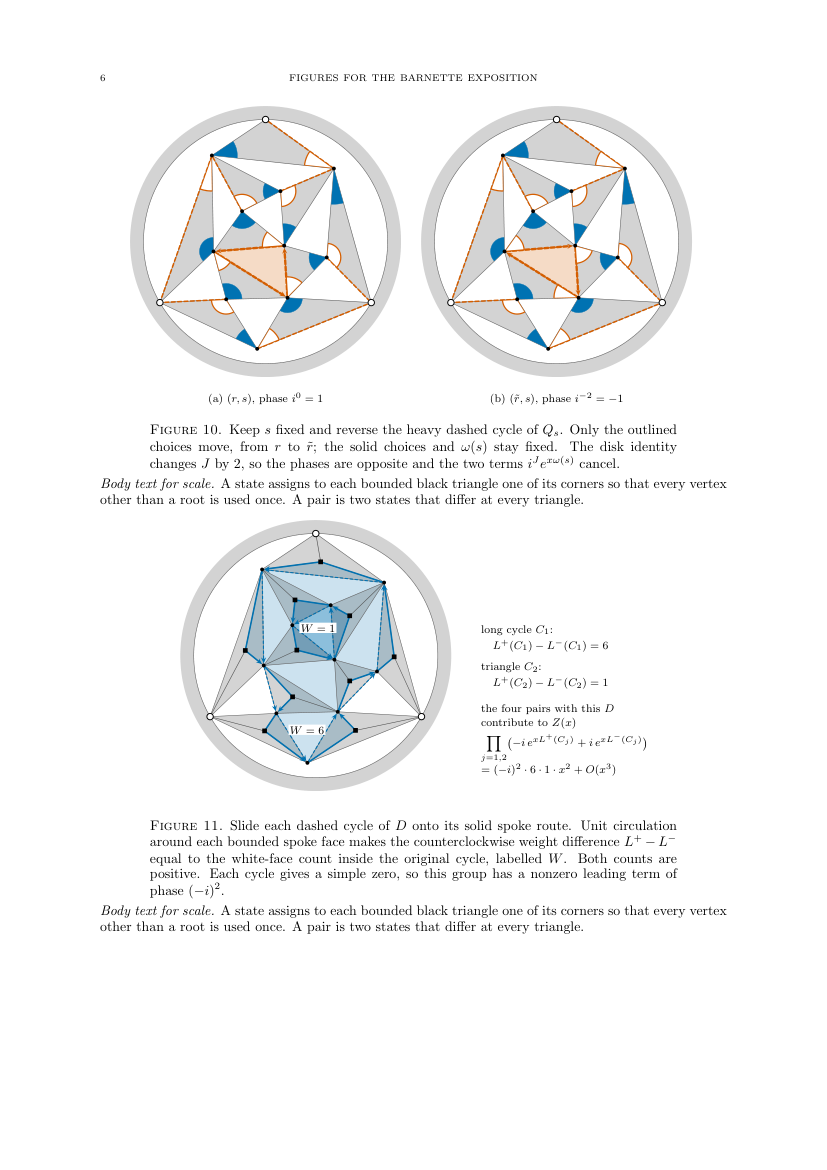 6
FIGURES FOR THE BARNETTE EXPOSITION
(a) (r, s), phase i⁰ = 1
(b) (r̃, s), phase i⁻² = −1
FIGURE 10. Keep s fixed and reverse the heavy dashed cycle of Qₛ. Only the outlined
choices move, from r to r̃; the solid choices and ω(s) stay fixed. The disk identity
changes J by 2, so the phases are opposite and the two terms i^J e^{xω(s)} cancel.
Body text for scale. A state assigns to each bounded black triangle one of its corners so that every vertex
other than a root is used once. A pair is two states that differ at every triangle.
W = 1
W = 6
long cycle C₁:
L⁺(C₁) − L⁻(C₁) = 6
triangle C₂:
L⁺(C₂) − L⁻(C₂) = 1
the four pairs with this D
contribute to Z(x)
∏_{j=1,2} (−i e^{xL⁺(C_j)} + i e^{xL⁻(C_j)})
= (−i)² · 6 · 1 · x² + O(x³)
FIGURE 11. Slide each dashed cycle of D onto its solid spoke route. Unit circulation
around each bounded spoke face makes the counterclockwise weight difference L⁺ − L⁻
equal to the white-face count inside the original cycle, labelled W. Both counts are
positive. Each cycle gives a simple zero, so this group has a nonzero leading term of
phase (−i)².
Body text for scale. A state assigns to each bounded black triangle one of its corners so that every vertex
other than a root is used once. A pair is two states that differ at every triangle.